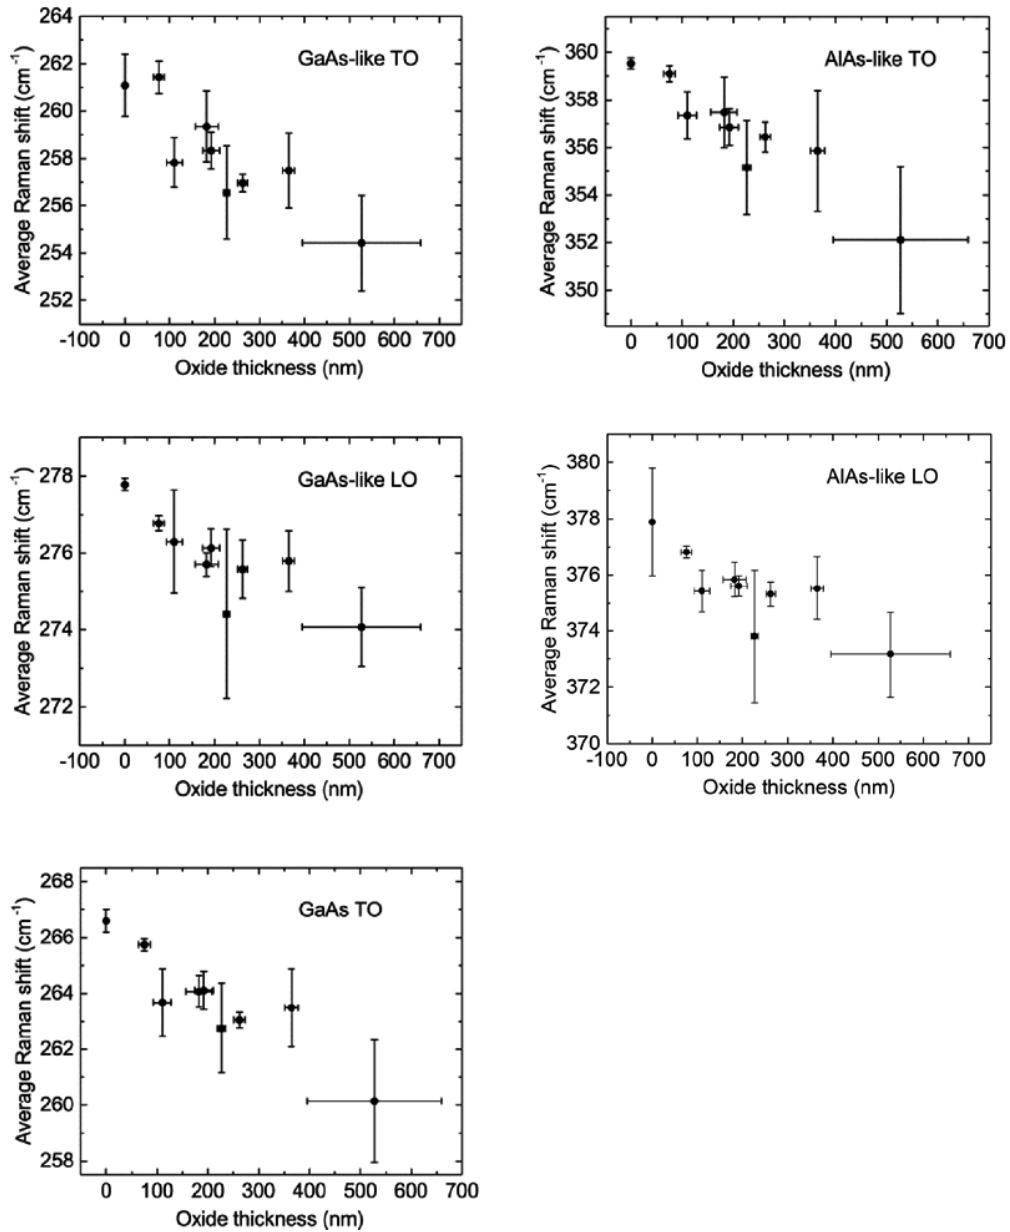 264
262
260
258
256
254
252
Average Raman shift (cm⁻¹)
GaAs-like TO
-100 0 100 200 300 400 500 600 700
Oxide thickness (nm)
360
358
356
354
352
350
Average Raman shift (cm⁻¹)
AlAs-like TO
0 100 200 300 400 500 600 700
Oxide thickness (nm)
278
276
274
272
Average Raman shift (cm⁻¹)
GaAs-like LO
-100 0 100 200 300 400 500 600 700
Oxide thickness (nm)
380
378
376
374
372
370
Average Raman shift (cm⁻¹)
AlAs-like LO
-100 0 100 200 300 400 500 600 700
Oxide thickness (nm)
268
266
264
262
260
258
Average Raman shift (cm⁻¹)
GaAs TO
0 100 200 300 400 500 600 700
Oxide thickness (nm)